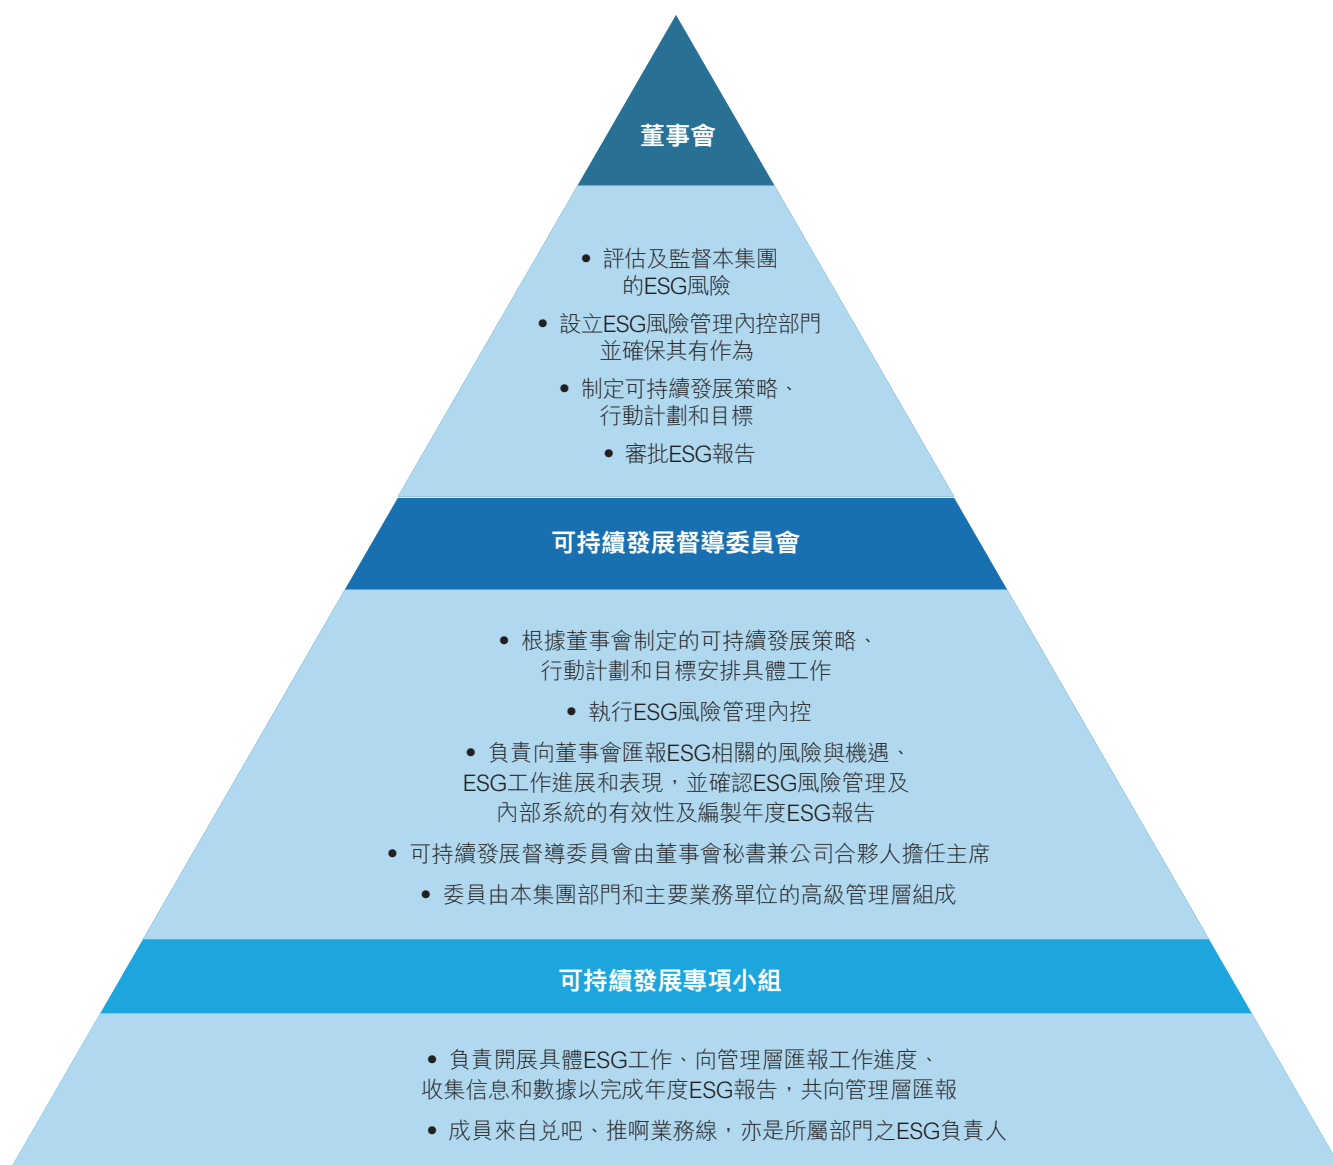 董事會
• 評估及監督本集團
的ESG風險
• 設立ESG風險管理內控部門
並確保其有作為
• 制定可持續發展策略、
行動計劃和目標
• 審批ESG報告
可持續發展督導委員會
• 根據董事會制定的可持續發展策略、
行動計劃和目標安排具體工作
• 執行ESG風險管理內控
• 負責向董事會匯報ESG相關的風險與機遇、
ESG工作進展和表現，並確認ESG風險管理及
內部系統的有效性及編製年度ESG報告
• 可持續發展督導委員會由董事會秘書兼公司合夥人擔任主席
• 委員由本集團部門和主要業務單位的高級管理層組成
可持續發展專項小組
• 負責開展具體ESG工作、向管理層匯報工作進度、
收集信息和數據以完成年度ESG報告，共向管理層匯報
• 成員來自兑吧、推啊業務線，亦是所屬部門之ESG負責人